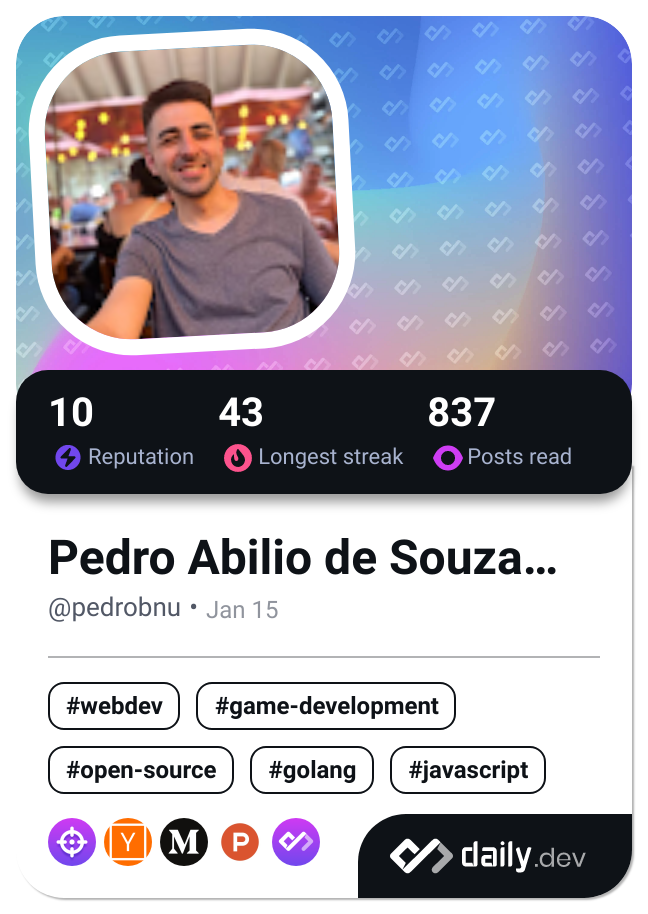 10 43 837
Reputation Longest streak Posts read
Pedro Abilio de Souza...
@pedrobnu • Jan 15
#webdev #game-development
#open-source #golang #javascript
Y M P
daily.dev